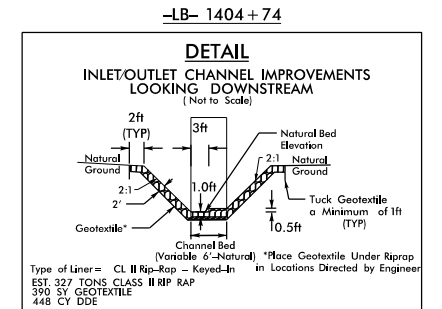 -LB- 1404+74
DETAIL
INLET/OUTLET CHANNEL IMPROVEMENTS
LOOKING DOWNSTREAM
( Not to Scale)
2ft
(TYP)
3ft
Natural Bed
Elevation
Natural
Ground
2:1
Natural
Ground
2:1
1.0ft
2'
Tuck Geotextile
a Minimum of 1ft
(TYP)
Geotextile*
0.5ft
Channel Bed
(Variable 6'-Natural)
*Place Geotextile Under Riprap
in Locations Directed by Engineer
Type of Liner= CL II Rip-Rap - Keyed-In
EST. 327 TONS CLASS II RIP RAP
390 SY GEOTEXTILE
448 CY DDE